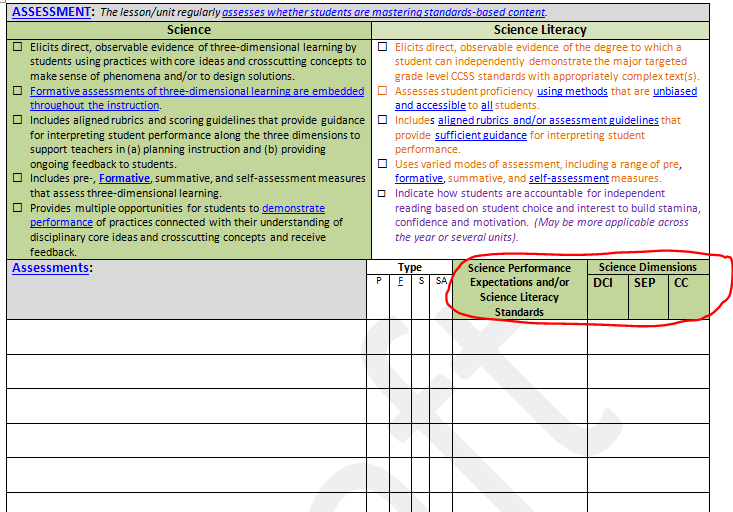 ASSESSMENT: The lesson/unit regularly assesses whether students are mastering standards-based content.
Science
Elicits direct, observable evidence of three-dimensional learning by
students using practices with core ideas and crosscutting concepts to
make sense of phenomena and/or to design solutions.
Formative assessments of three-dimensional learning are embedded
throughout the instruction.
Includes aligned rubrics and scoring guidelines that provide guidance
for interpreting student performance along the three dimensions to
support teachers in (a) planning instruction and (b) providing
ongoing feedback to students.
Includes pre-, Formative, summative, and self-assessment measures
that assess three-dimensional learning.
Provides multiple opportunities for students to demonstrate
performance of practices connected with their understanding of
disciplinary core ideas and crosscutting concepts and receive
feedback.
Science Literacy
Elicits direct, observable evidence of the degree to which a
student can independently demonstrate the major targeted
grade level CCSS standards with appropriately complex text(s).
Assesses student proficiency using methods that are unbiased
and accessible to all students.
Includes aligned rubrics and/or assessment guidelines that
provide sufficient guidance for interpreting student
performance.
Uses varied modes of assessment, including a range of pre,
formative, summative, and self-assessment measures.
Indicate how students are accountable for independent
reading based on student choice and interest to build stamina,
confidence and motivation. (May be more applicable across
the year or several units).
Assessments:
Type
P F S SA
Science Performance
Expectations and/or
Science Literacy
Standards
Science Dimensions
DCI SEP CC